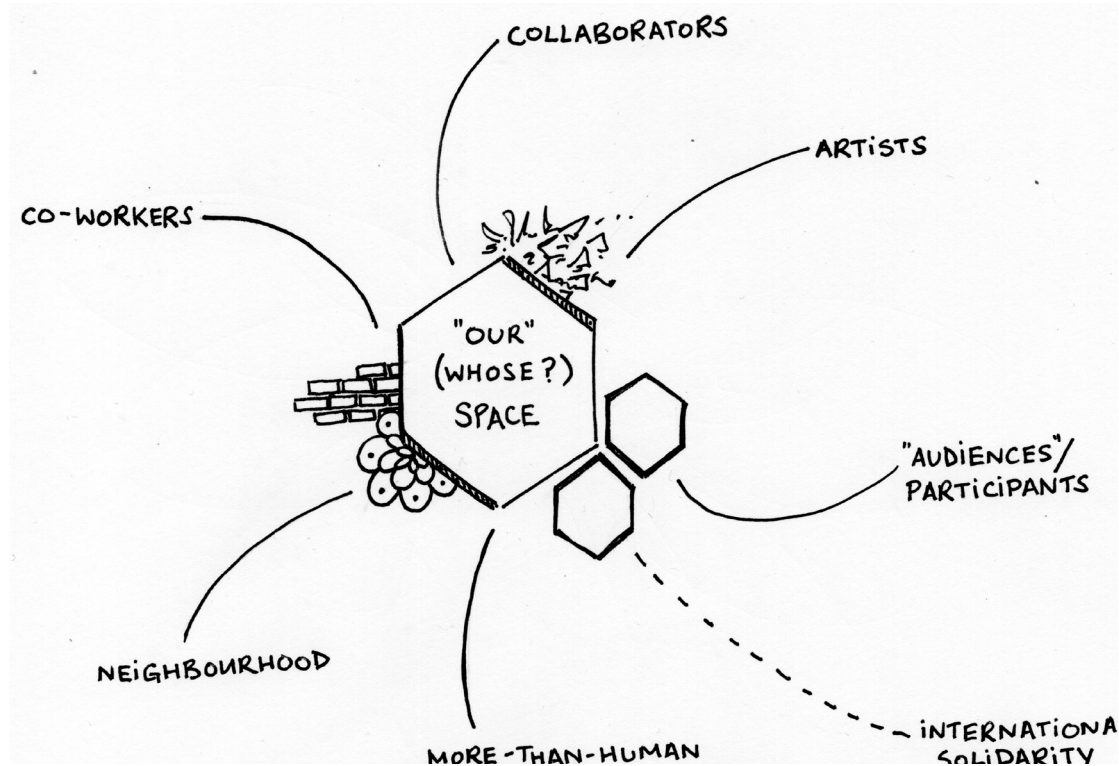 COLLABORATORS
ARTiSTS
CO-WORKERS
"OUR"
(WHOSE?)
SPACE
"AUDiENCES"/
PARTiCiPANTS
NEiGHBOURHOOD
MORE-THAN-HUMAN
iNTERNATiONA
SOLiDARiTY